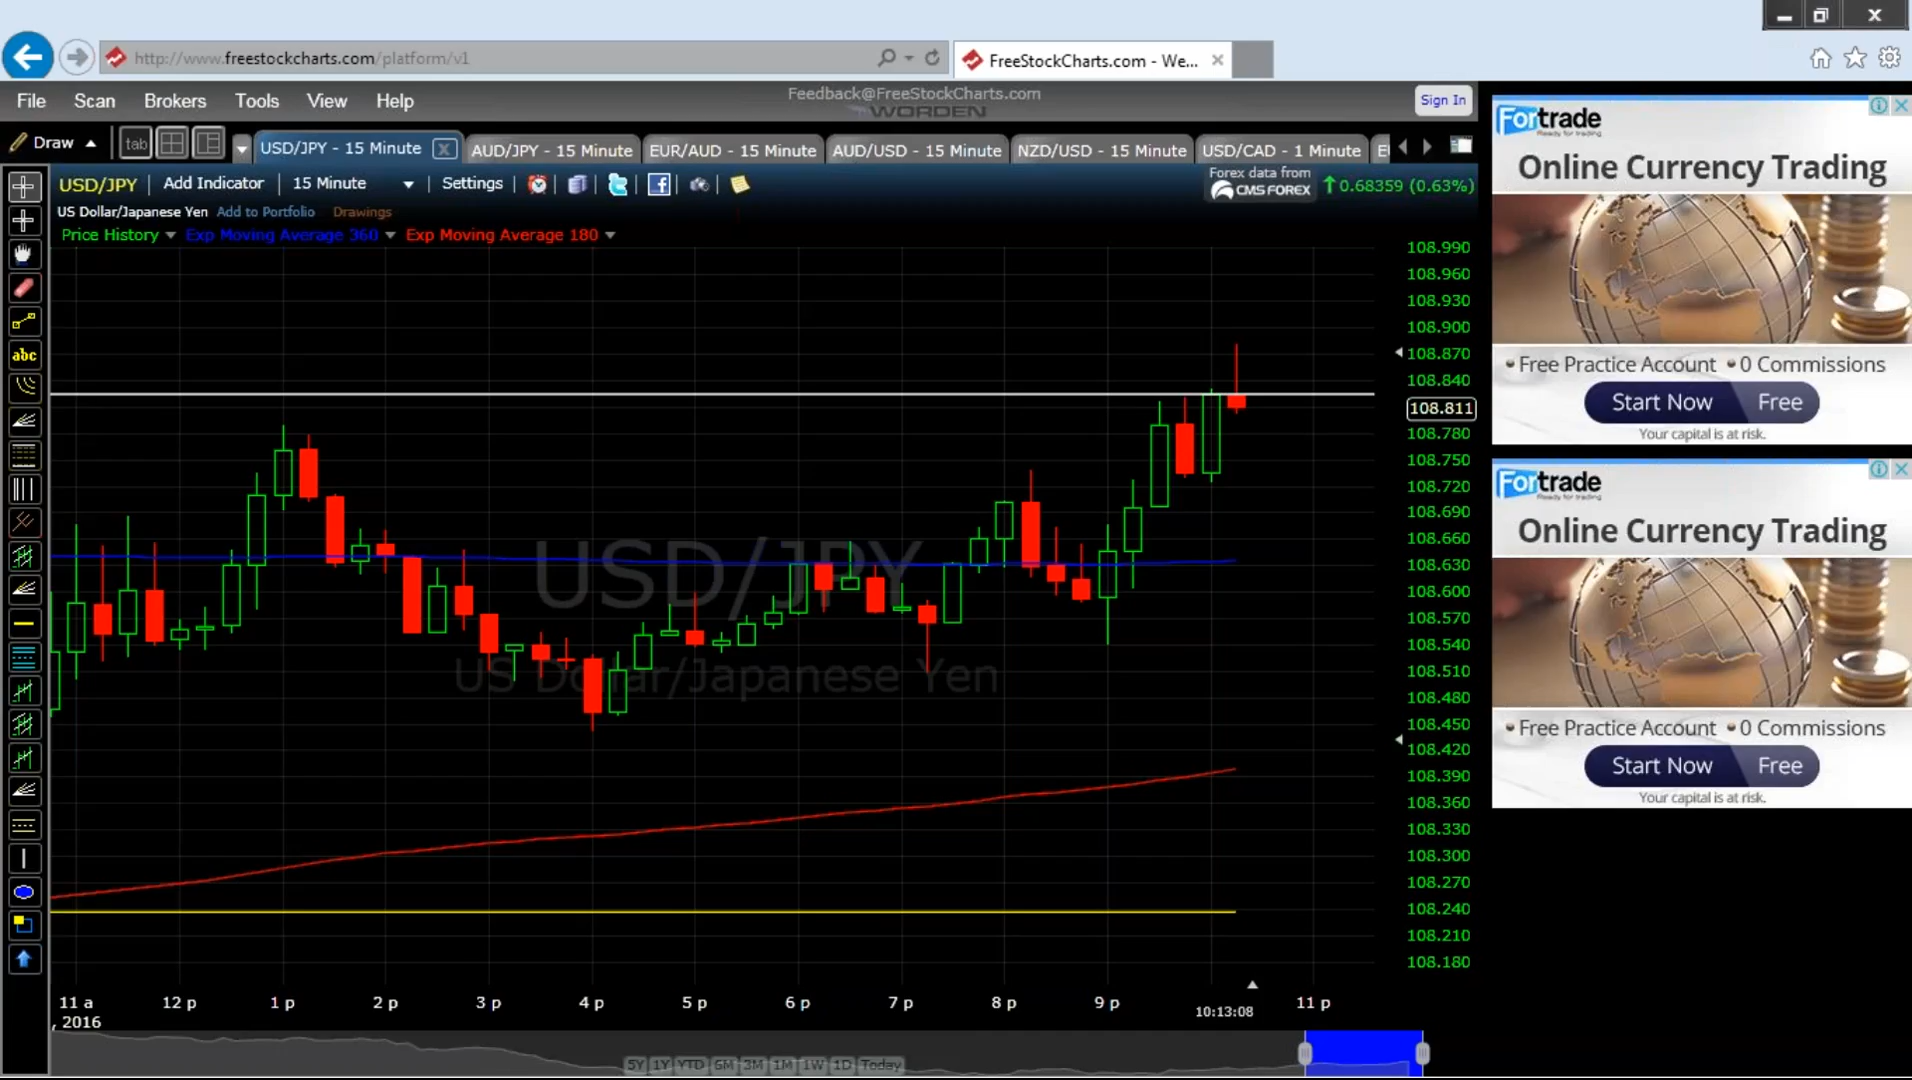 http://www.freestockcharts.com/platform/v1
FreeStockCharts.com - We...
File Scan Brokers Tools View Help
Feedback@FreeStockCharts.com
WORDEN
Sign In
Draw
tab
USD/JPY - 15 Minute
AUD/JPY - 15 Minute
EUR/AUD - 15 Minute
AUD/USD - 15 Minute
NZD/USD - 15 Minute
USD/CAD - 1 Minute
USD/JPY Add Indicator 15 Minute Settings
Forex data from
CMS FOREX
0.68359 (0.63%)
US Dollar/Japanese Yen Add to Portfolio Drawings
Price History Exp Moving Average 360 Exp Moving Average 180
abc
USD/JPY
US Dollar/Japanese Yen
108.990
108.960
108.930
108.900
108.870
108.840
108.811
108.780
108.750
108.720
108.690
108.660
108.630
108.600
108.570
108.540
108.510
108.480
108.450
108.420
108.390
108.360
108.330
108.300
108.270
108.240
108.210
108.180
11 a 12 p 1 p 2 p 3 p 4 p 5 p 6 p 7 p 8 p 9 p 11 p
10:13:08
, 2016
5Y 1Y YTD 6M 3M 1M 1W 1D Today
Fortrade
Ready for trading
Online Currency Trading
•Free Practice Account •0 Commissions
Start Now Free
Your capital is at risk.
Fortrade
Ready for trading
Online Currency Trading
•Free Practice Account •0 Commissions
Start Now Free
Your capital is at risk.